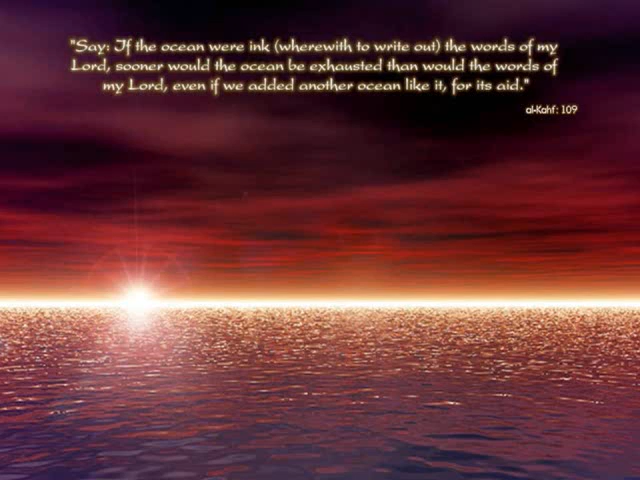 "Say: If the ocean were ink (wherewith to write out) the words of my
Lord, sooner would the ocean be exhausted than would the words of
my Lord, even if we added another ocean like it, for its aid."
al-Kahf: 109